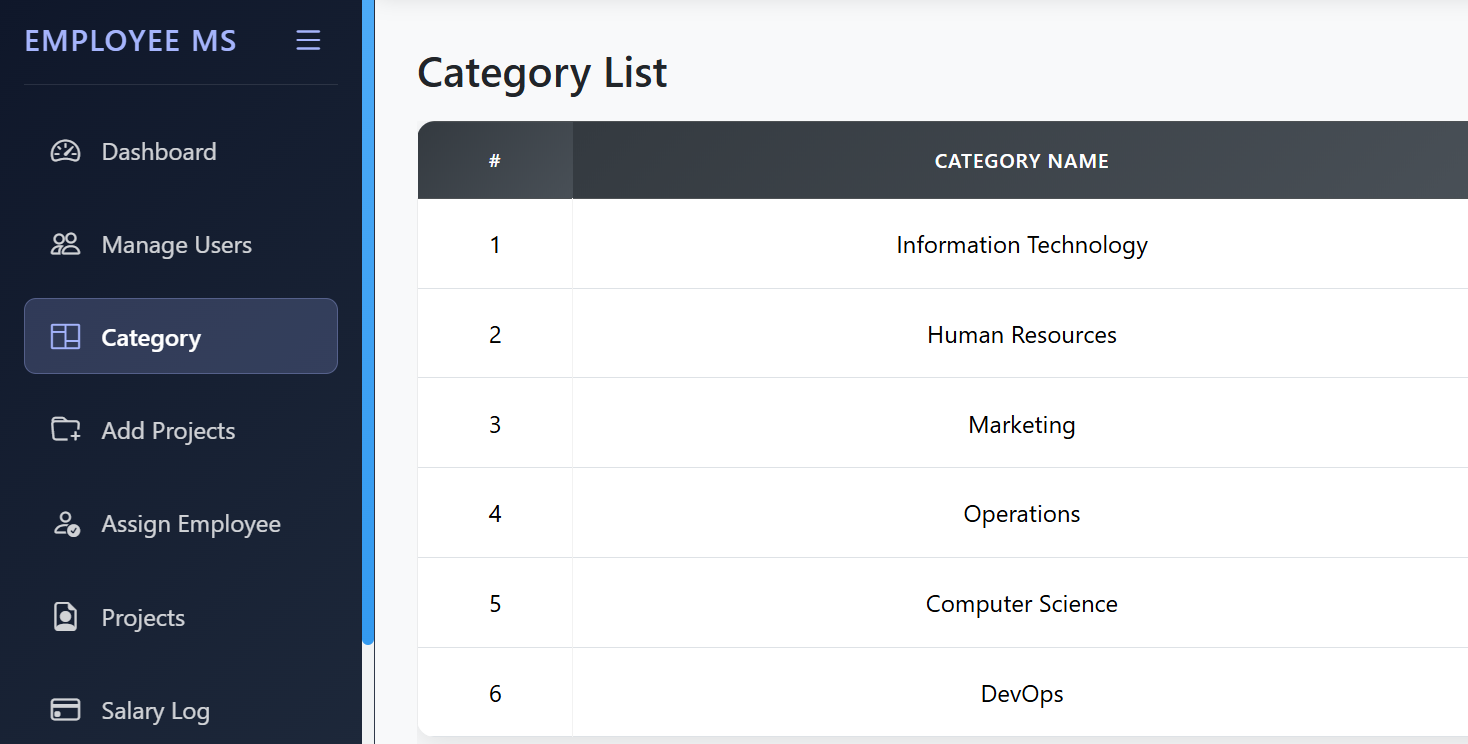 EMPLOYEE MS
Dashboard
Manage Users
Category
Add Projects
Assign Employee
Projects
Salary Log
Category List
# CATEGORY NAME
1 Information Technology
2 Human Resources
3 Marketing
4 Operations
5 Computer Science
6 DevOps